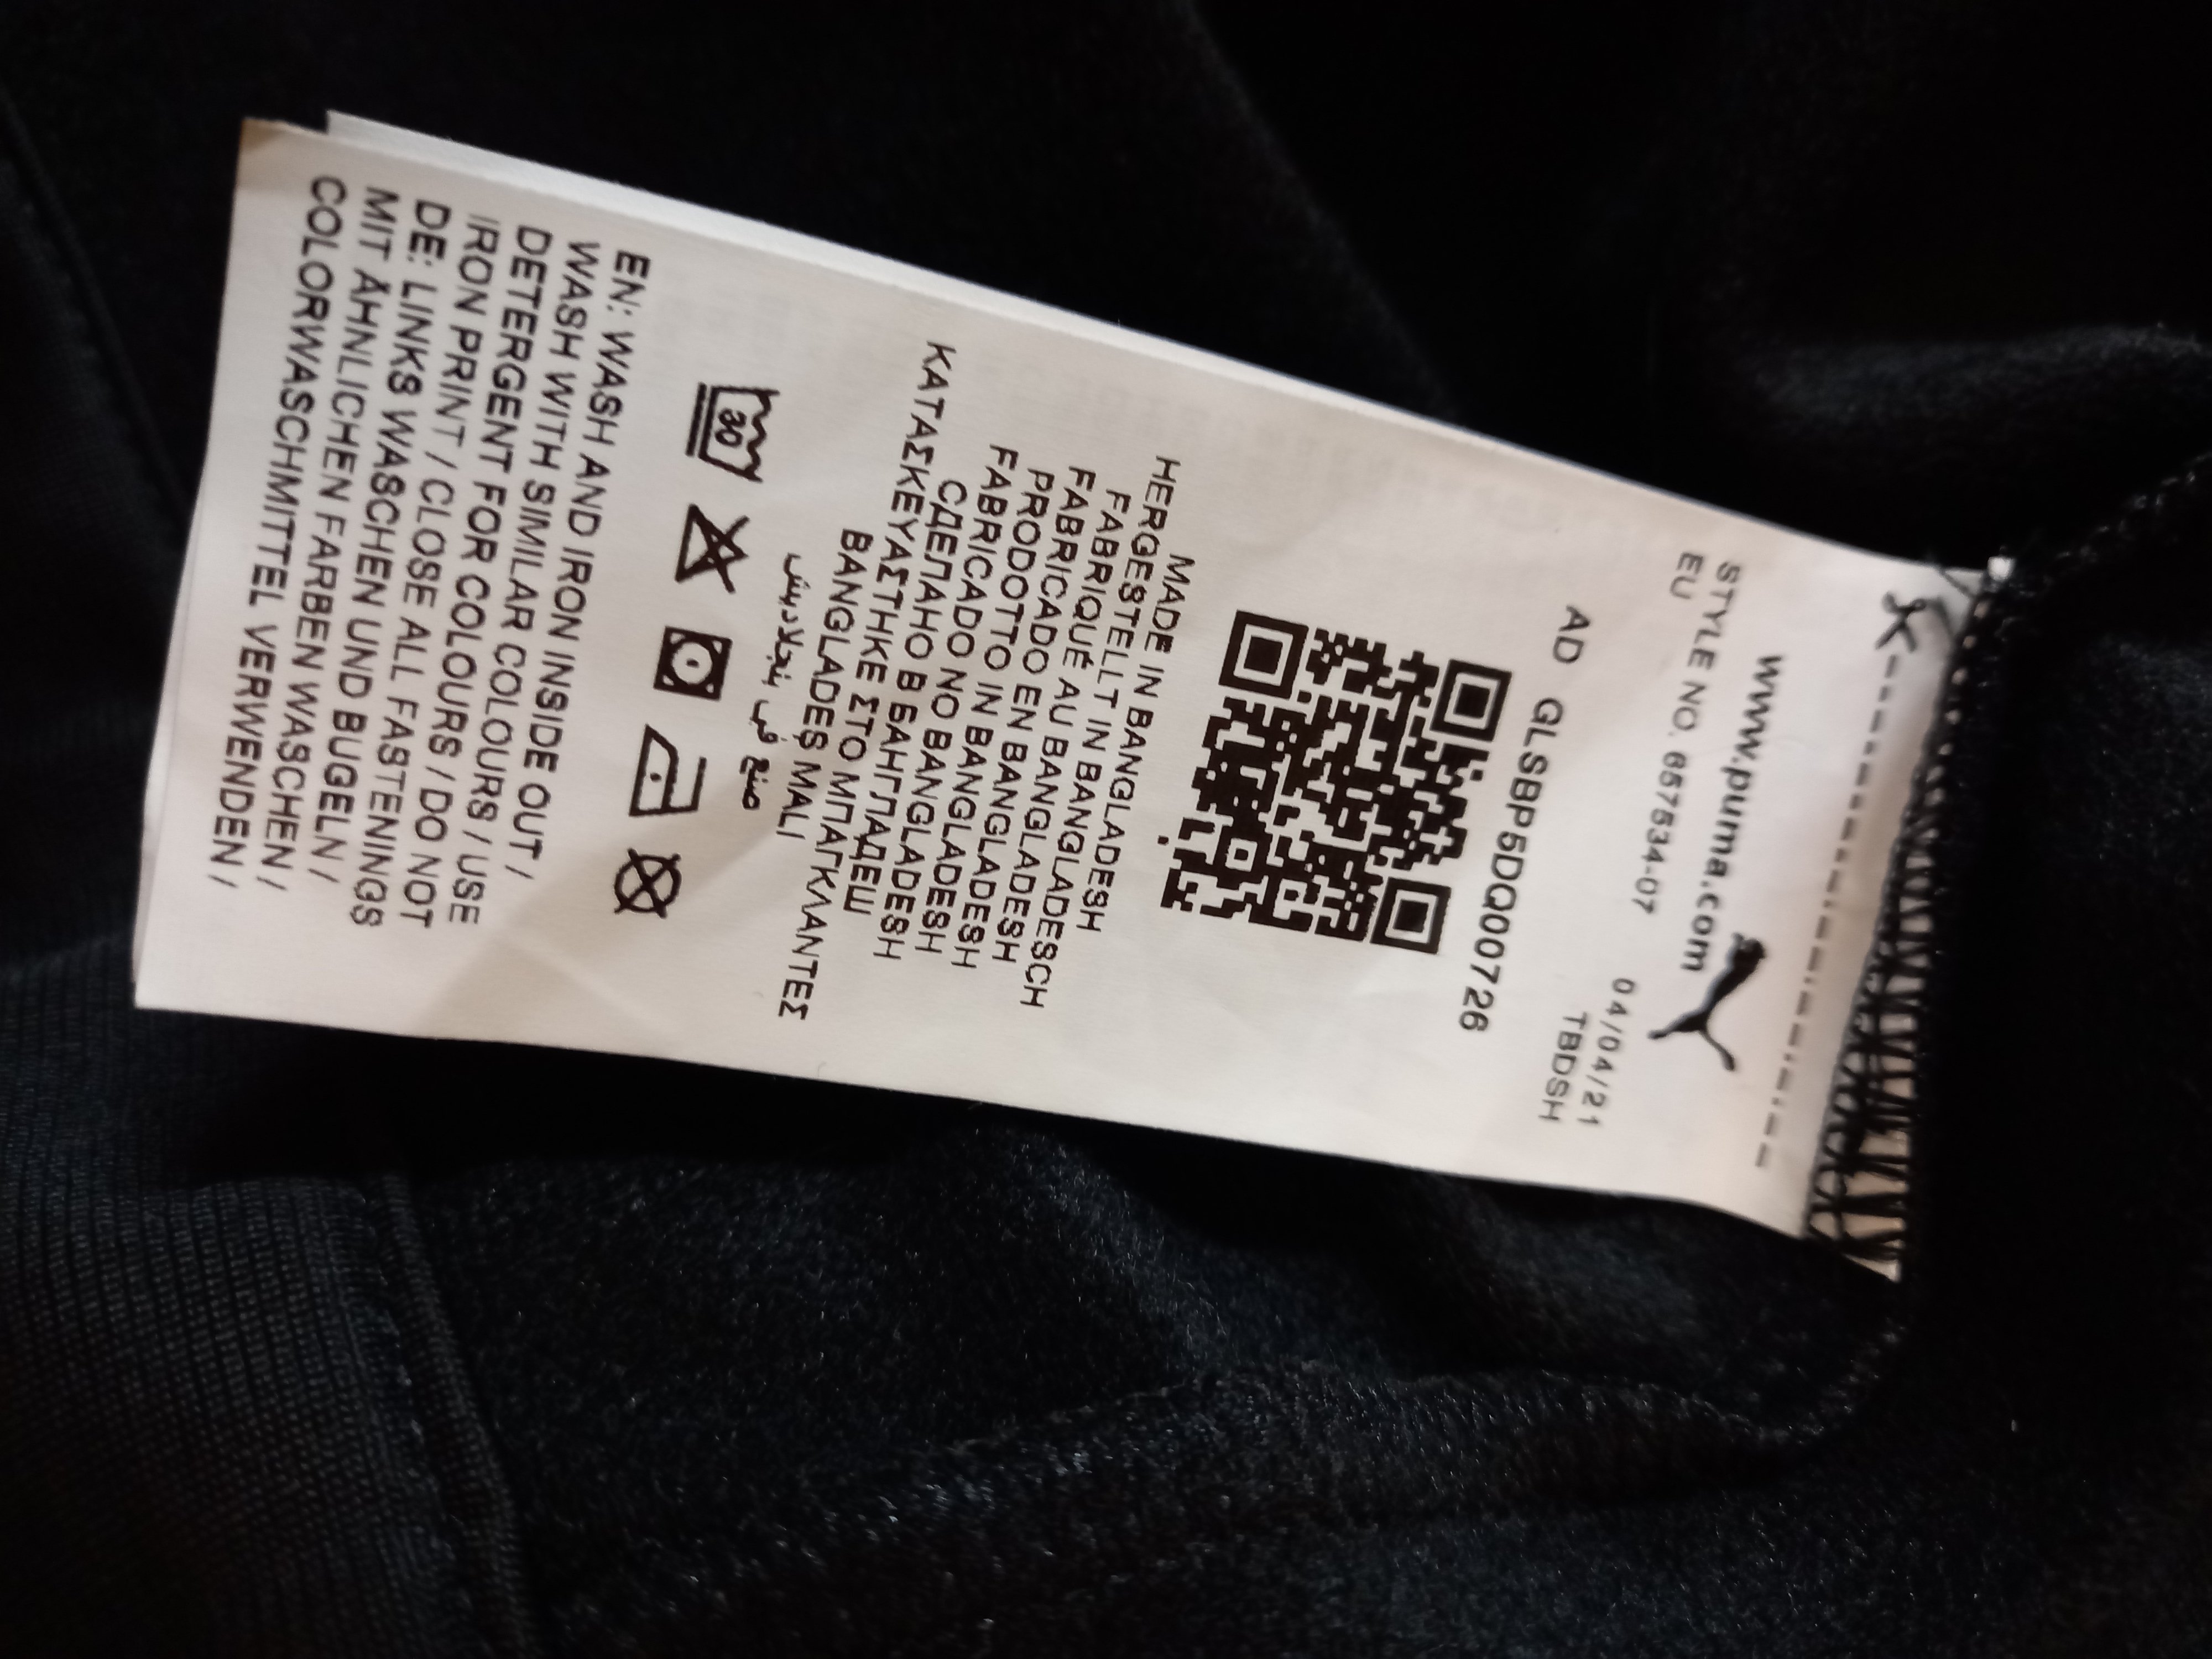 www.puma.com
STYLE NO. 657534-07 04/04/21
EU TBDSH
AD GLSBP5DQ000726
MADE IN BANGLADESH
HERGESTELLT IN BANGLADESH
FABRIQUÉ AU BANGLADESCH
FABRICADO EN BANGLADESH
PRODOTTO IN BANGLADESH
FABRICADO NO BANGLADESH
СДЕЛАНО В БАНГЛАДЕШ
ΚΑΤΑΣΚΕΥΑΣΤΗΚΕ ΣΤΟ ΜΠΑΓΚΛΑΝΤΕΣ
BANGLADEŞ MALI
صنع في بنجلاديش
30
EN: WASH AND IRON INSIDE OUT /
WASH WITH SIMILAR COLOURS / USE
DETERGENT FOR COLOURS / DO NOT
IRON PRINT / CLOSE ALL FASTENINGS
DE: LINKS WASCHEN UND BÜGELN /
MIT ÄHNLICHEN FARBEN WASCHEN /
COLORWASCHMITTEL VERWENDEN /